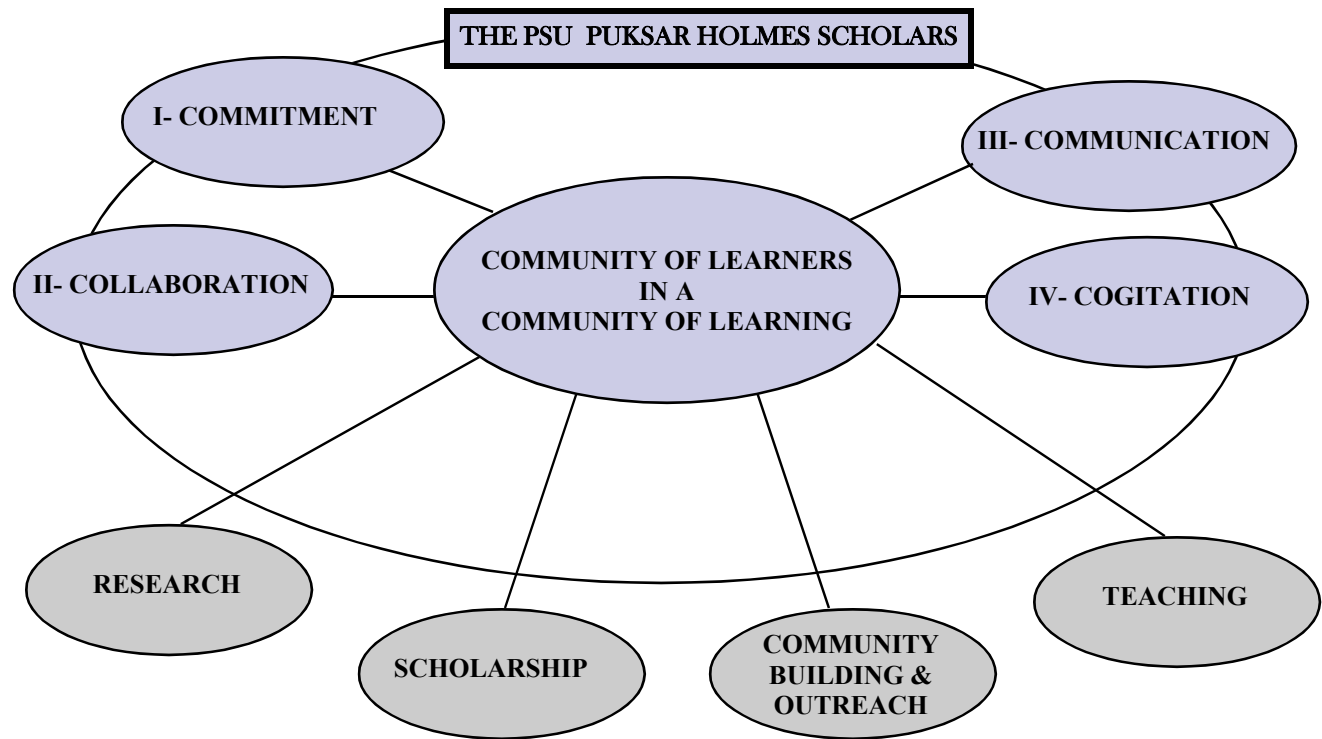 THE PSU PUKSAR HOLMES SCHOLARS
I- COMMITMENT
III- COMMUNICATION
COMMUNITY OF LEARNERS
IN A
COMMUNITY OF LEARNING
II- COLLABORATION
IV- COGITATION
RESEARCH
SCHOLARSHIP
COMMUNITY
BUILDING &
OUTREACH
TEACHING